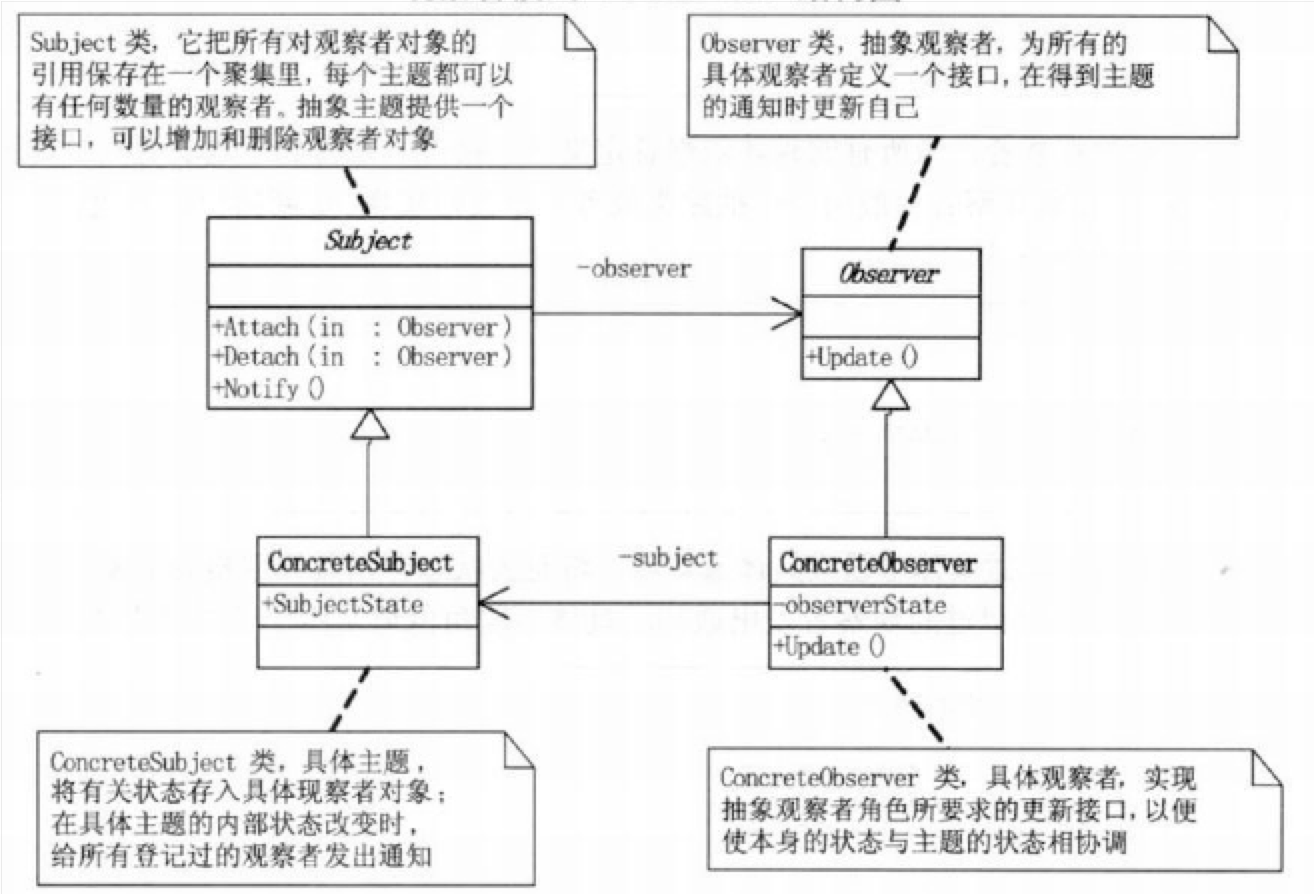 Subject 类, 它把所有对观察者对象的
引用保存在一个聚集里, 每个主题都可以
有任何数量的观察者。抽象主题提供一个
接口, 可以增加和删除观察者对象
Observer 类, 抽象观察者, 为所有的
具体观察者定义一个接口, 在得到主题
的通知时更新自己
Subject
+Attach(in : Observer)
+Detach(in : Observer)
+Notify()
-observer
Observer
+Update()
ConcreteSubject
+SubjectState
-subject
ConcreteObserver
-observerState
+Update()
ConcreteSubject 类, 具体主题,
将有关状态存入具体现察者对象;
在具体主题的内部状态改变时,
给所有登记过的观察者发出通知
ConcreteObserver 类, 具体观察者, 实现
抽象观察者角色所要求的更新接口, 以便
使本身的状态与主题的状态相协调